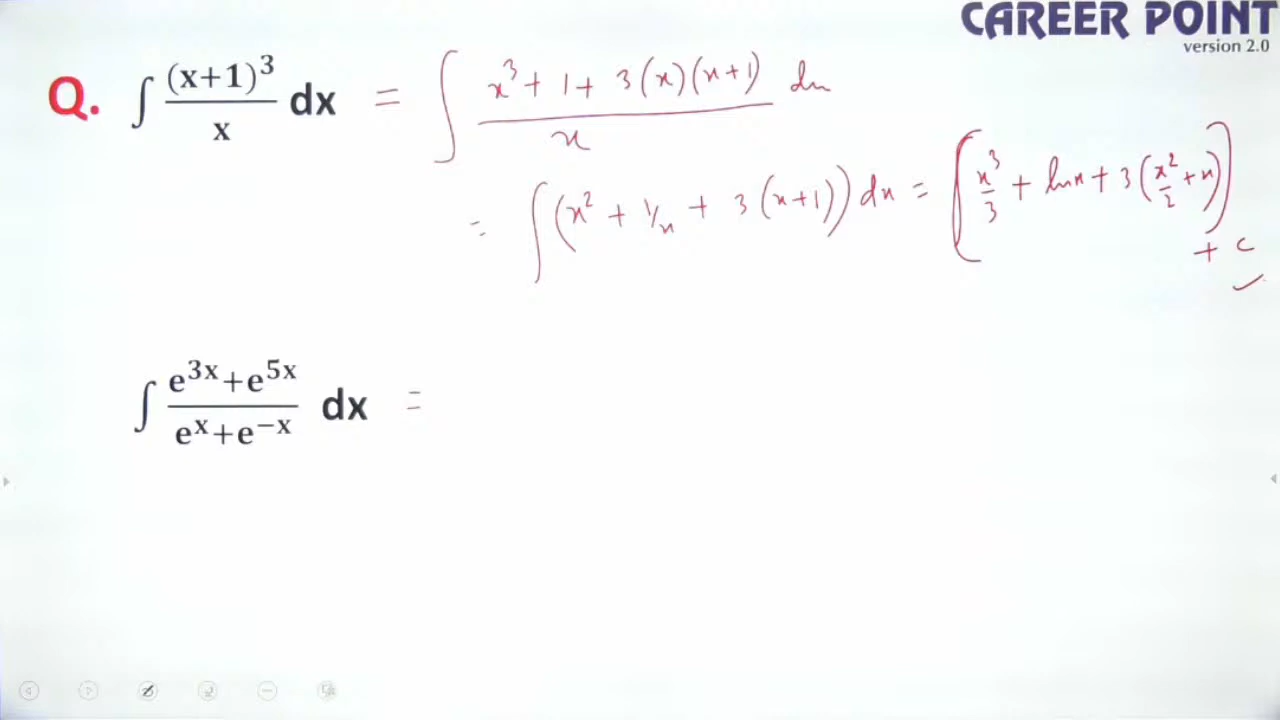 CAREER POINT
version 2.0
Q. ∫ (x+1)³/x dx = ∫ (x³ + 1 + 3(x)(x+1))/x dx
= ∫ (x² + 1/x + 3(x+1)) dx = [x³/3 + lnx + 3(x²/2 + x)] + c
∫ (e³ˣ+e⁵ˣ)/(eˣ+e⁻ˣ) dx =